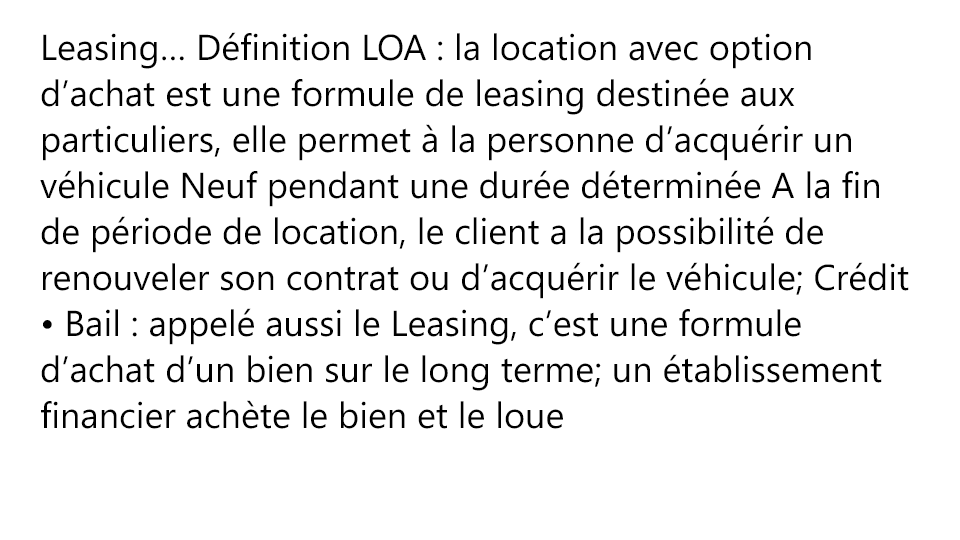 Leasing… Définition LOA : la location avec option
d’achat est une formule de leasing destinée aux
particuliers, elle permet à la personne d’acquérir un
véhicule Neuf pendant une durée déterminée A la fin
de période de location, le client a la possibilité de
renouveler son contrat ou d’acquérir le véhicule; Crédit
• Bail : appelé aussi le Leasing, c’est une formule
d’achat d’un bien sur le long terme; un établissement
financier achète le bien et le loue